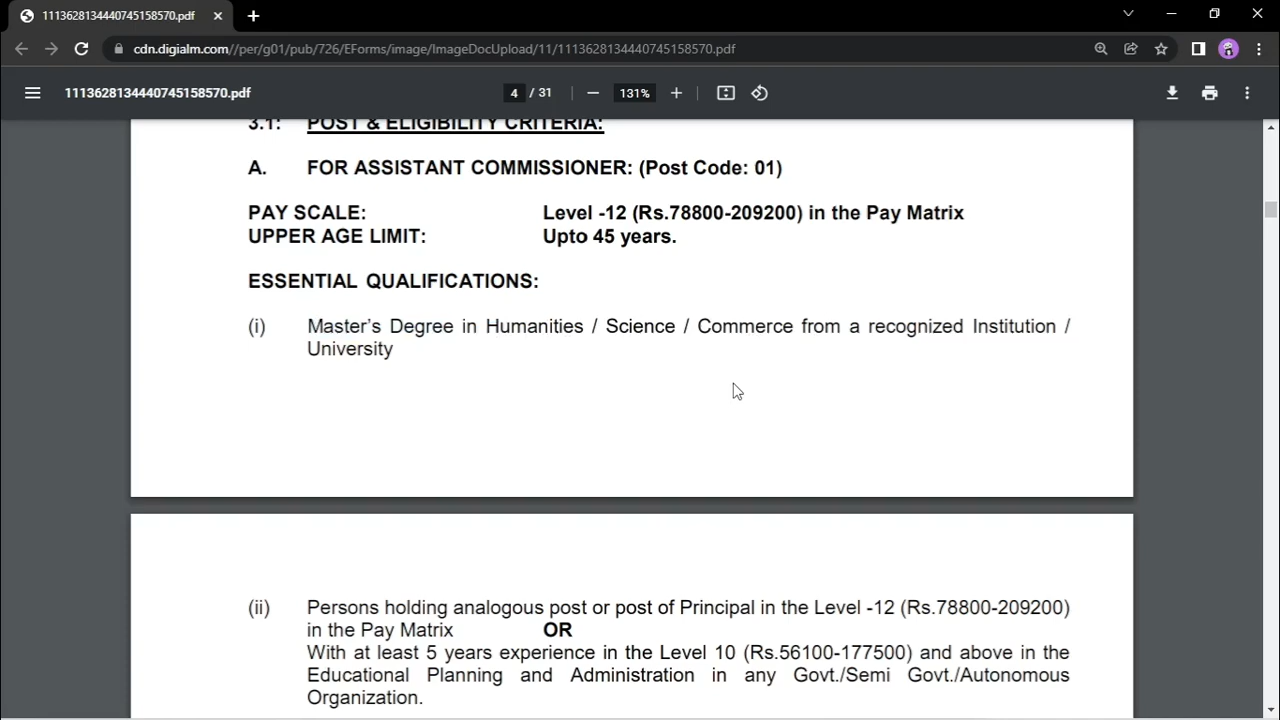 1113628134440745158570.pdf
cdn.digialm.com//per/g01/pub/726/EForms/image/ImageDocUpload/11/1113628134440745158570.pdf
1113628134440745158570.pdf 4 / 31 131%
3.1: POST & ELIGIBILITY CRITERIA:
A. FOR ASSISTANT COMMISSIONER: (Post Code: 01)
PAY SCALE: Level -12 (Rs.78800-209200) in the Pay Matrix
UPPER AGE LIMIT: Upto 45 years.
ESSENTIAL QUALIFICATIONS:
(i) Master's Degree in Humanities / Science / Commerce from a recognized Institution /
University
(ii) Persons holding analogous post or post of Principal in the Level -12 (Rs.78800-209200)
in the Pay Matrix OR
With at least 5 years experience in the Level 10 (Rs.56100-177500) and above in the
Educational Planning and Administration in any Govt./Semi Govt./Autonomous
Organization.